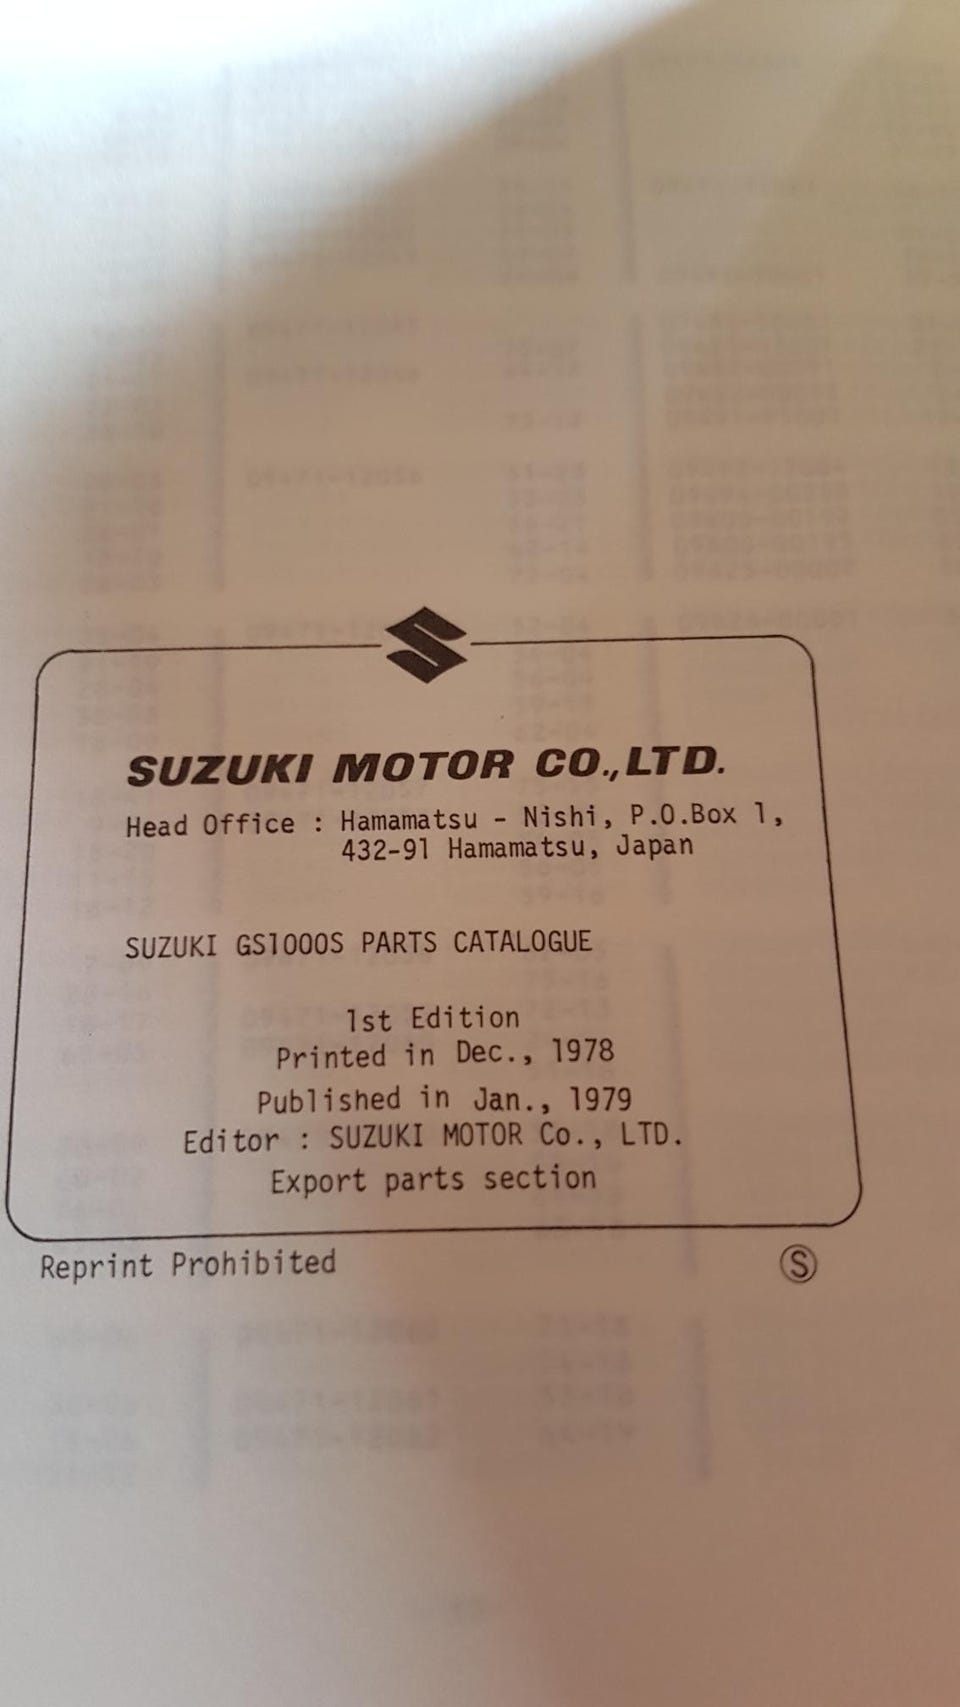 SUZUKI MOTOR CO., LTD.
Head Office : Hamamatsu - Nishi, P.O.Box 1,
432-91 Hamamatsu, Japan
SUZUKI GS1000S PARTS CATALOGUE
1st Edition
Printed in Dec., 1978
Published in Jan., 1979
Editor : SUZUKI MOTOR Co., LTD.
Export parts section
Reprint Prohibited Ⓢ